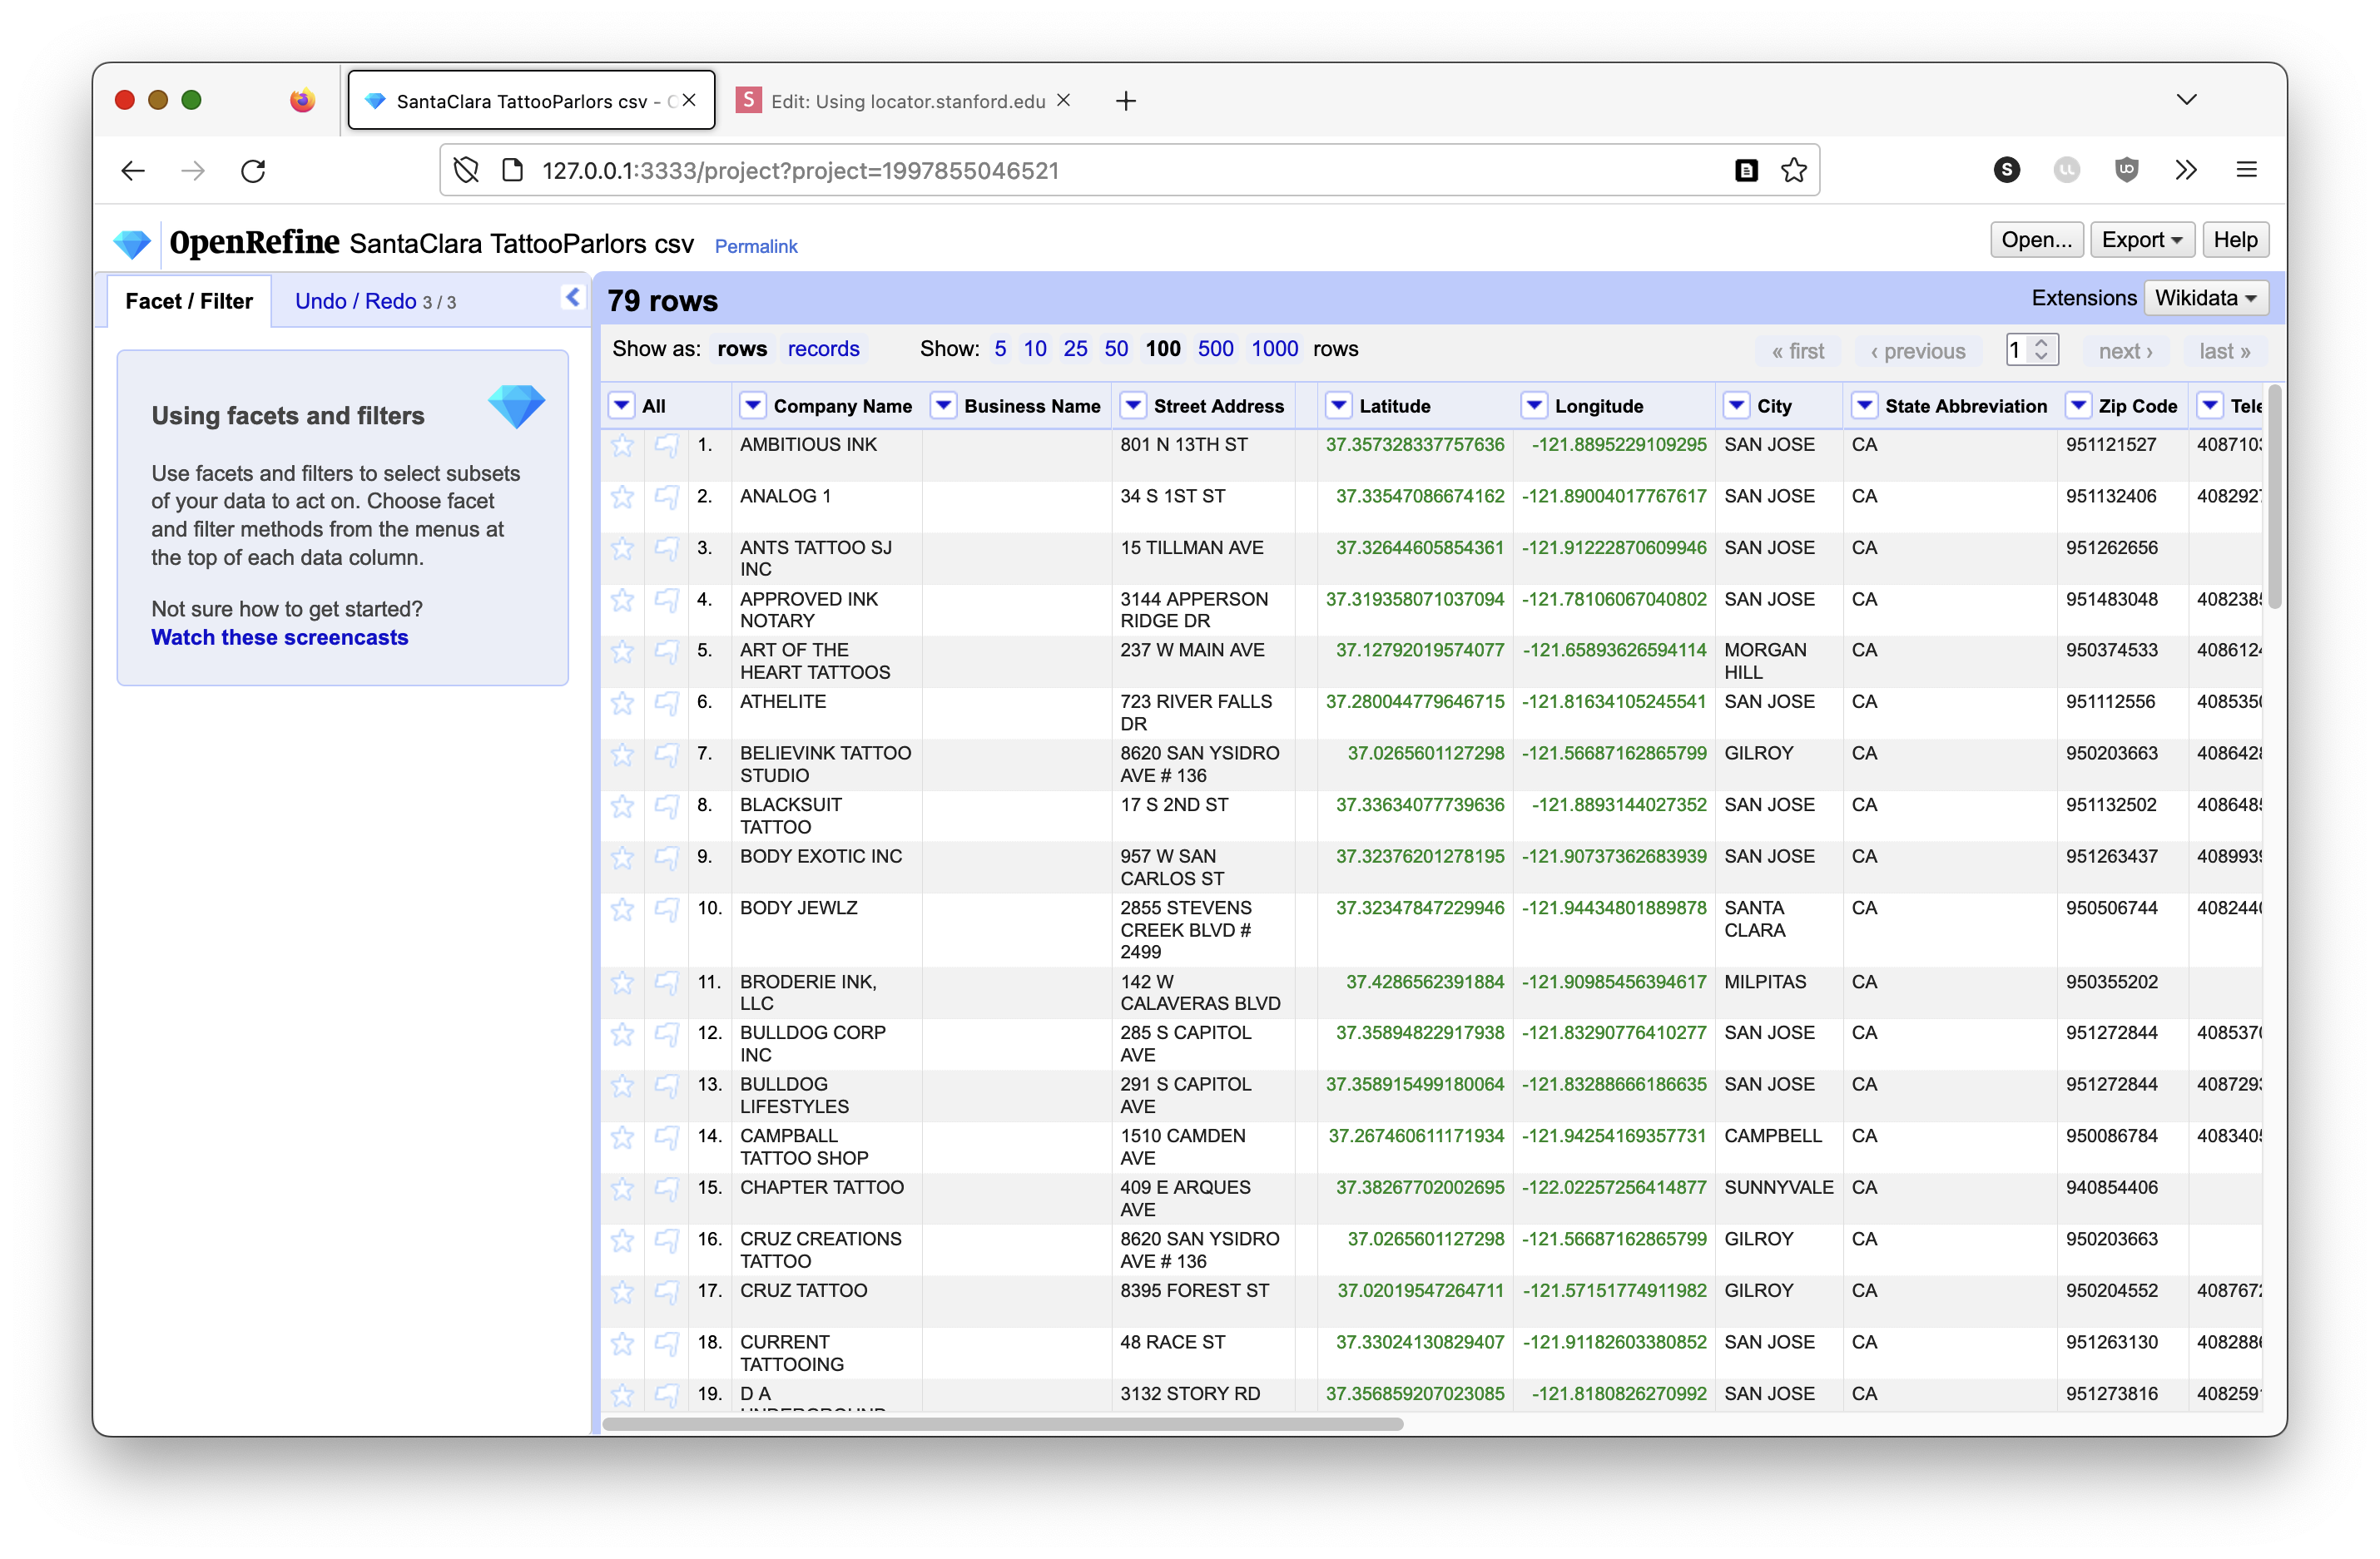 SantaClara TattooParlors csv -
Edit: Using locator.stanford.edu
127.0.0.1:3333/project?project=1997855046521
OpenRefine SantaClara TattooParlors csv Permalink
Open... Export Help
Facet / Filter Undo / Redo 3 / 3
79 rows
Extensions Wikidata
Show as: rows records Show: 5 10 25 50 100 500 1000 rows
« first ‹ previous 1 next › last »
Using facets and filters
Use facets and filters to select subsets
of your data to act on. Choose facet
and filter methods from the menus at
the top of each data column.
Not sure how to get started?
Watch these screencasts
All Company Name Business Name Street Address Latitude Longitude City State Abbreviation Zip Code Tele
1. AMBITIOUS INK 801 N 13TH ST 37.357328337757636 -121.8895229109295 SAN JOSE CA 951121527 408710
2. ANALOG 1 34 S 1ST ST 37.33547086674162 -121.89004017767617 SAN JOSE CA 951132406 408292
3. ANTS TATTOO SJ 15 TILLMAN AVE 37.32644605854361 -121.91222870609946 SAN JOSE CA 951262656
INC
4. APPROVED INK 3144 APPERSON 37.319358071037094 -121.78106067040802 SAN JOSE CA 951483048 408238
NOTARY RIDGE DR
5. ART OF THE 237 W MAIN AVE 37.12792019574077 -121.65893626594114 MORGAN CA 950374533 408612
HEART TATTOOS HILL
6. ATHELITE 723 RIVER FALLS 37.280044779646715 -121.81634105245541 SAN JOSE CA 951112556 408535
DR
7. BELIEVINK TATTOO 8620 SAN YSIDRO 37.0265601127298 -121.56687162865799 GILROY CA 950203663 408642
STUDIO AVE # 136
8. BLACKSUIT 17 S 2ND ST 37.33634077739636 -121.8893144027352 SAN JOSE CA 951132502 408648
TATTOO
9. BODY EXOTIC INC 957 W SAN 37.32376201278195 -121.90737362683939 SAN JOSE CA 951263437 408993
CARLOS ST
10. BODY JEWLZ 2855 STEVENS 37.32347847229946 -121.94434801889878 SANTA CA 950506744 408244
CREEK BLVD # CLARA
2499
11. BRODERIE INK, 142 W 37.4286562391884 -121.90985456394617 MILPITAS CA 950355202
LLC CALAVERAS BLVD
12. BULLDOG CORP 285 S CAPITOL 37.35894822917938 -121.83290776410277 SAN JOSE CA 951272844 408537
INC AVE
13. BULLDOG 291 S CAPITOL 37.358915499180064 -121.83288666186635 SAN JOSE CA 951272844 408729
LIFESTYLES AVE
14. CAMPBALL 1510 CAMDEN 37.267460611171934 -121.94254169357731 CAMPBELL CA 950086784 408340
TATTOO SHOP AVE
15. CHAPTER TATTOO 409 E ARQUES 37.38267702002695 -122.02257256414877 SUNNYVALE CA 940854406
AVE
16. CRUZ CREATIONS 8620 SAN YSIDRO 37.0265601127298 -121.56687162865799 GILROY CA 950203663
TATTOO AVE # 136
17. CRUZ TATTOO 8395 FOREST ST 37.02019547264711 -121.57151774911982 GILROY CA 950204552 408767
18. CURRENT 48 RACE ST 37.33024130829407 -121.91182603380852 SAN JOSE CA 951263130 408288
TATTOOING
19. D A 3132 STORY RD 37.356859207023085 -121.8180826270992 SAN JOSE CA 951273816 408259